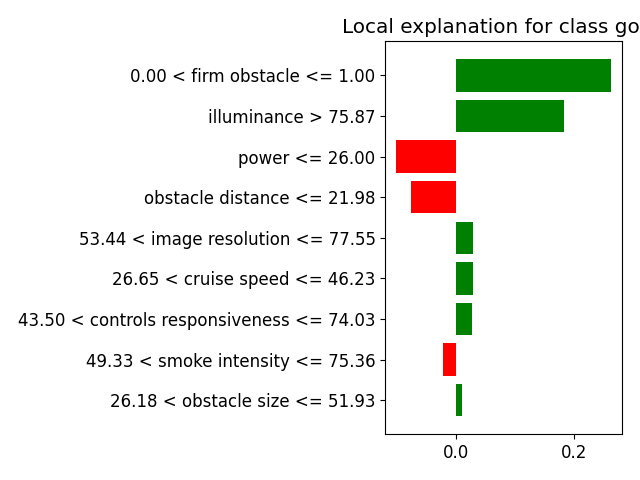 Local explanation for class go
0.00 < firm obstacle <= 1.00
illuminance > 75.87
power <= 26.00
obstacle distance <= 21.98
53.44 < image resolution <= 77.55
26.65 < cruise speed <= 46.23
43.50 < controls responsiveness <= 74.03
49.33 < smoke intensity <= 75.36
26.18 < obstacle size <= 51.93
0.0 0.2